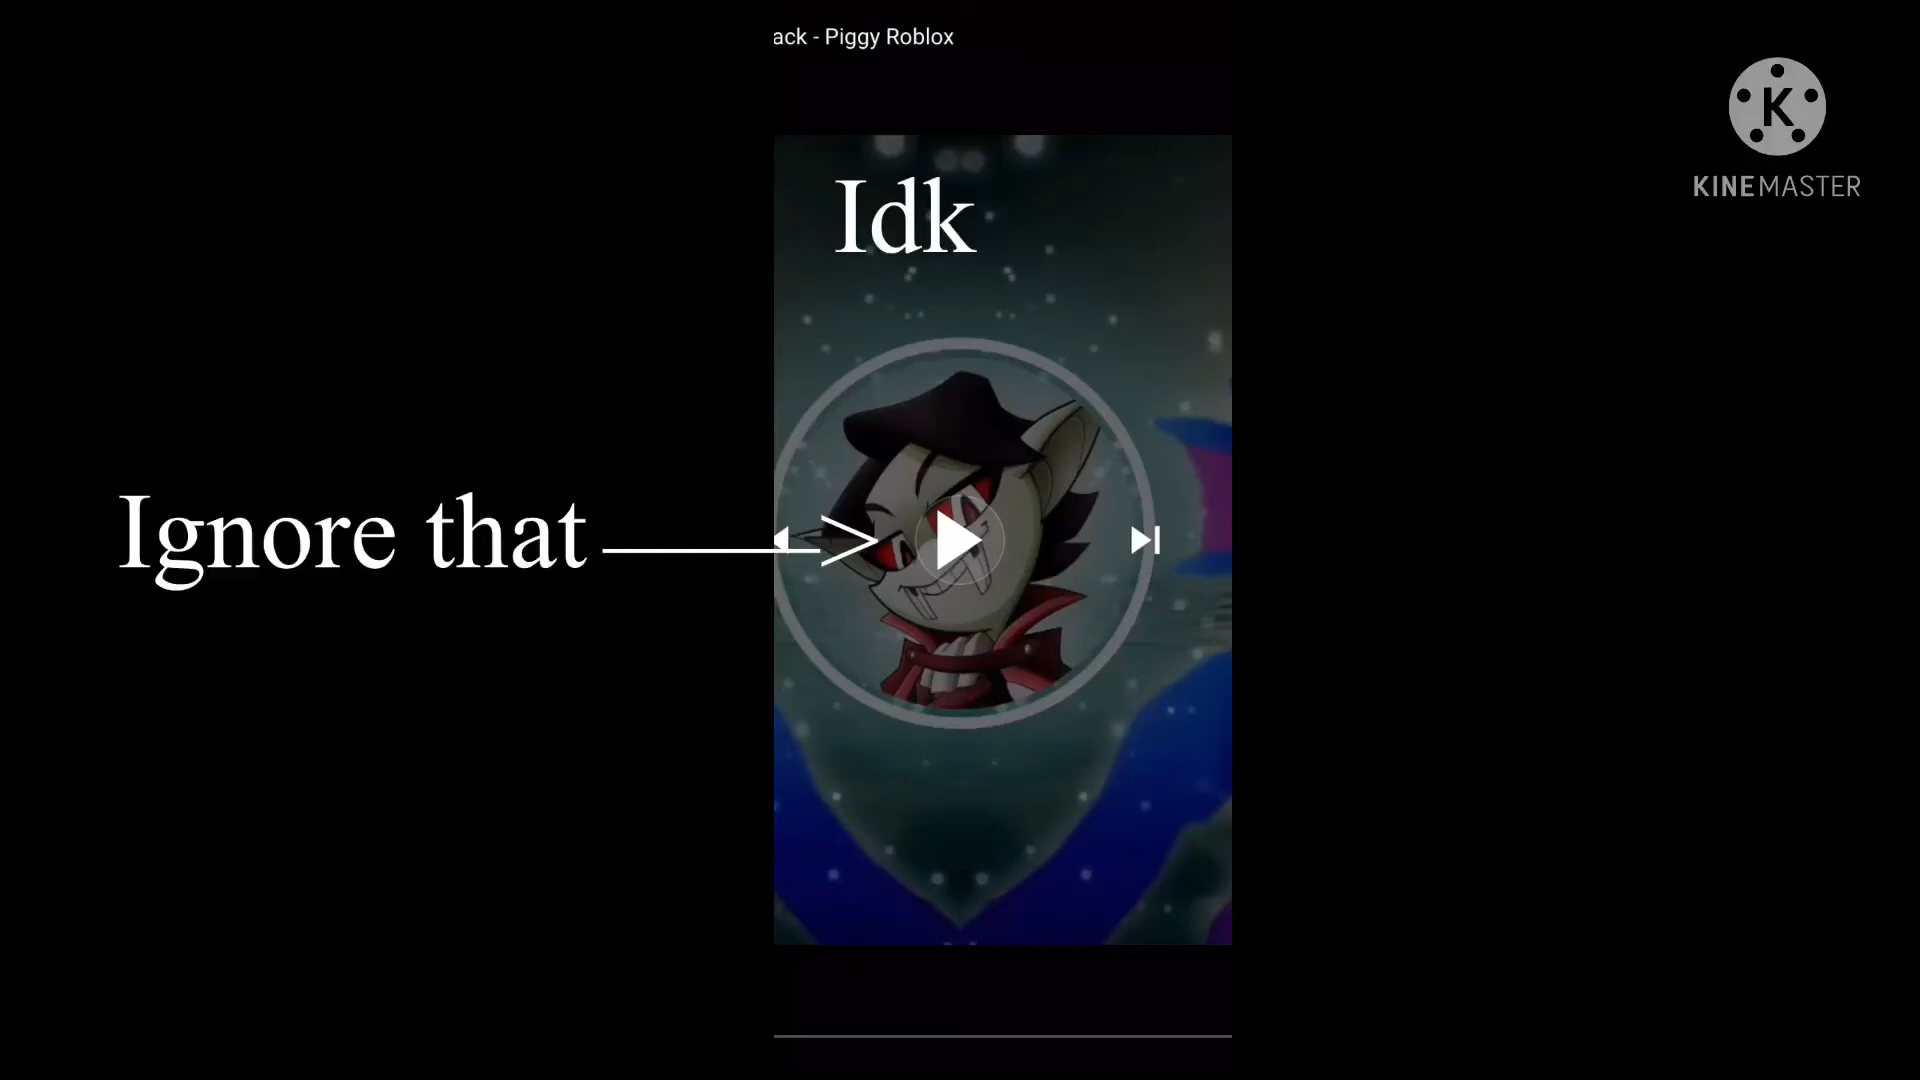 ack - Piggy Roblox
K
KINEMASTER
Idk
Ignore that